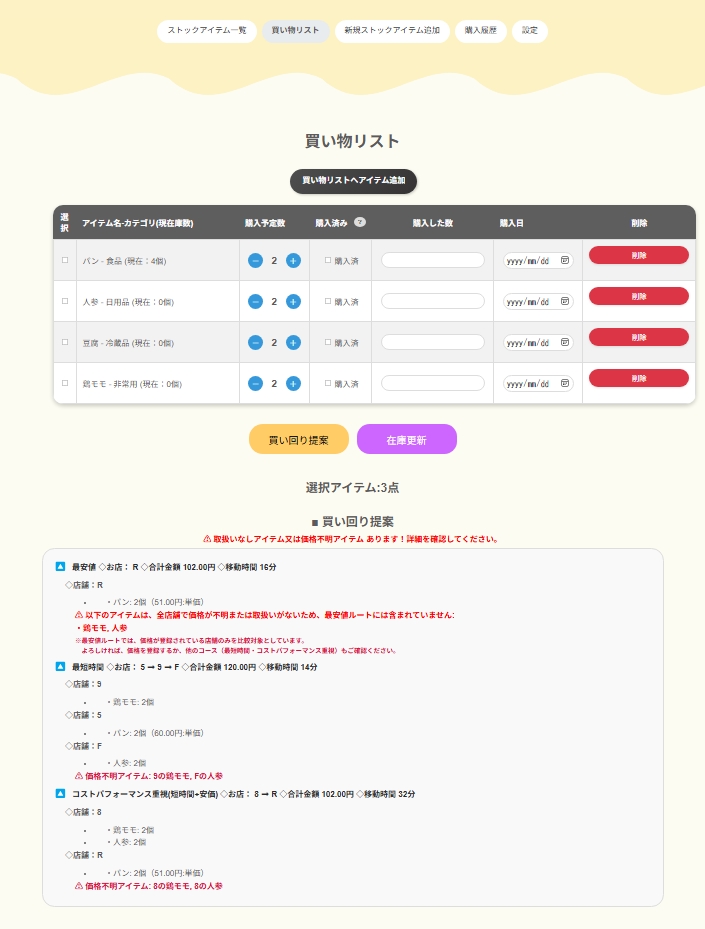 ストックアイテム一覧 買い物リスト 新規ストックアイテム追加 購入履歴 設定
買い物リスト
買い物リストへアイテム追加
選択 アイテム名-カテゴリ(現在庫数) 購入予定数 購入済み ? 購入した数 購入日 削除
パン - 食品 (現在：4個) − 2 + 購入済 yyyy/mm/dd 削除
人参 - 日用品 (現在：0個) − 2 + 購入済 yyyy/mm/dd 削除
豆腐 - 冷蔵品 (現在：0個) − 2 + 購入済 yyyy/mm/dd 削除
鶏モモ - 非常用 (現在：0個) − 2 + 購入済 yyyy/mm/dd 削除
買い回り提案 在庫更新
選択アイテム:3点
■ 買い回り提案
⚠ 取扱いなしアイテム又は価格不明アイテム あります！詳細を確認してください。
🔼 最安値 ◇お店： R ◇合計金額 102.00円 ◇移動時間 16分
◇店舗：R
• ・パン: 2個（51.00円:単価）
⚠ 以下のアイテムは、全店舗で価格が不明または取扱いがないため、最安値ルートには含まれていません:
・鶏モモ, 人参
※最安値ルートでは、価格が登録されている店舗のみを比較対象としています。
よろしければ、価格を登録するか、他のコース（最短時間・コストパフォーマンス重視）もご確認ください。
🔼 最短時間 ◇お店： 5 → 9 → F ◇合計金額 120.00円 ◇移動時間 14分
◇店舗：9
• ・鶏モモ: 2個
◇店舗：5
• ・パン: 2個（60.00円:単価）
◇店舗：F
• ・人参: 2個
⚠ 価格不明アイテム: 9の鶏モモ, Fの人参
🔼 コストパフォーマンス重視(短時間+安価) ◇お店： 8 → R ◇合計金額 102.00円 ◇移動時間 32分
◇店舗：8
• ・鶏モモ: 2個
• ・人参: 2個
◇店舗：R
• ・パン: 2個（51.00円:単価）
⚠ 価格不明アイテム: 8の鶏モモ, 8の人参